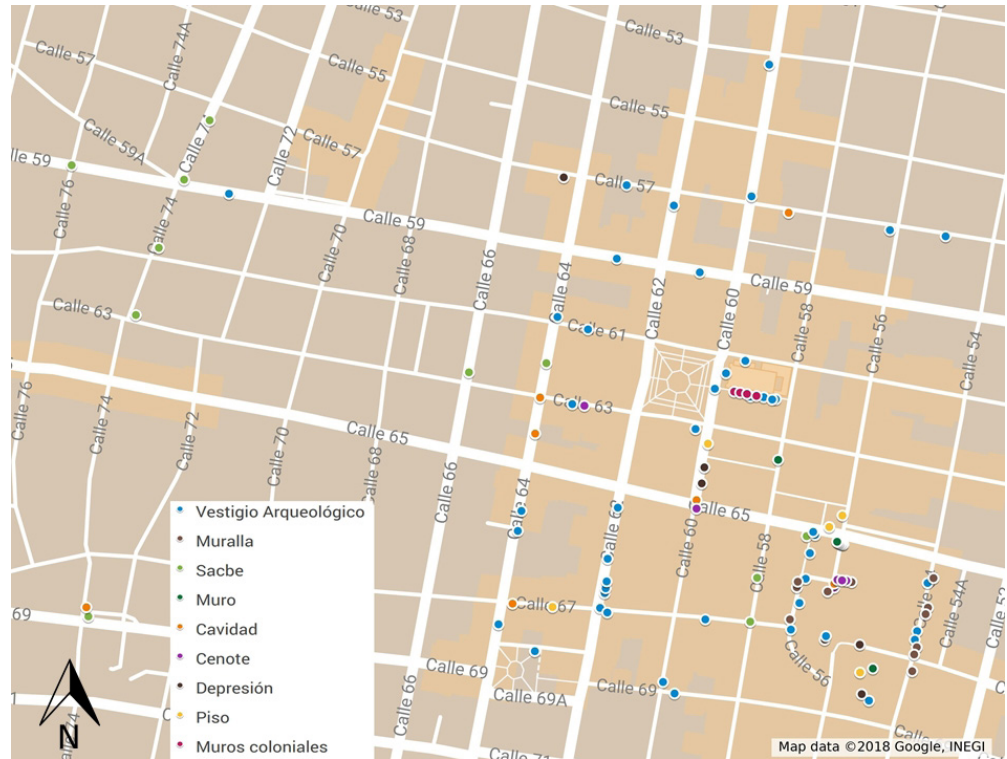 Calle 53
Calle 53
Calle 74A
Calle 57
Calle 55
Calle 55
Calle 59A
Calle 72
Calle 57
Calle 57
lle 59
Calle 76
Calle 74
Calle 59
Calle 70
Calle 68
Calle 66
Calle 64
Calle 62
Calle 60
Calle 59
Calle 58
Calle 56
Calle 54
Calle 63
Calle 61
Calle 63
Calle 76
Calle 74
Calle 72
Calle 70
Calle 65
Calle 68
Calle 66
Calle 64
Calle 60
Calle 65
Calle 58
Calle 54A
Calle 67
69
Calle 69
Calle 69A
Calle 69
Calle 56
Calle 66
Vestigio Arqueológico
Muralla
Sacbe
Muro
Cavidad
Cenote
Depresión
Piso
Muros coloniales
N
Map data ©2018 Google, INEGI